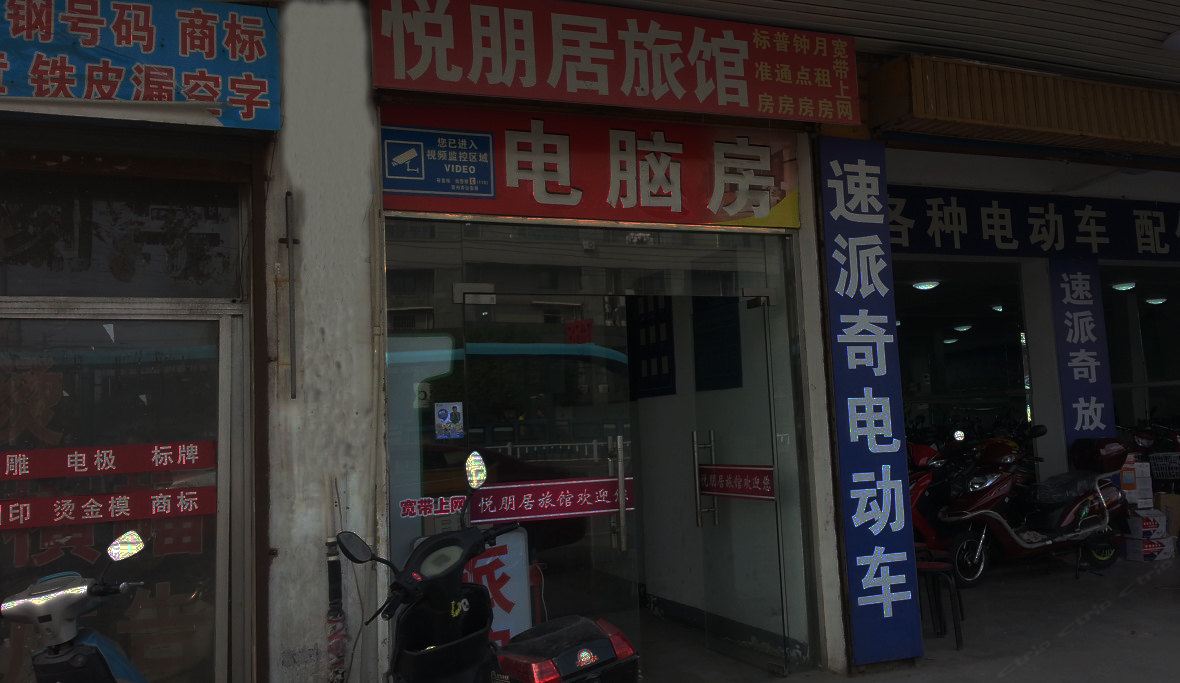 钢号码 商标
铁皮漏空字
雕 电极 标牌
印 烫金模 商标
悦朋居旅馆
标普钟月宽带上网
准通点租
房房房房
您已进入
视频监控区域
VIDEO
电脑房
宽带上网
悦朋居旅馆欢迎您
悦朋居旅馆欢迎您
速派奇电动车
各种电动车 配
速派奇放